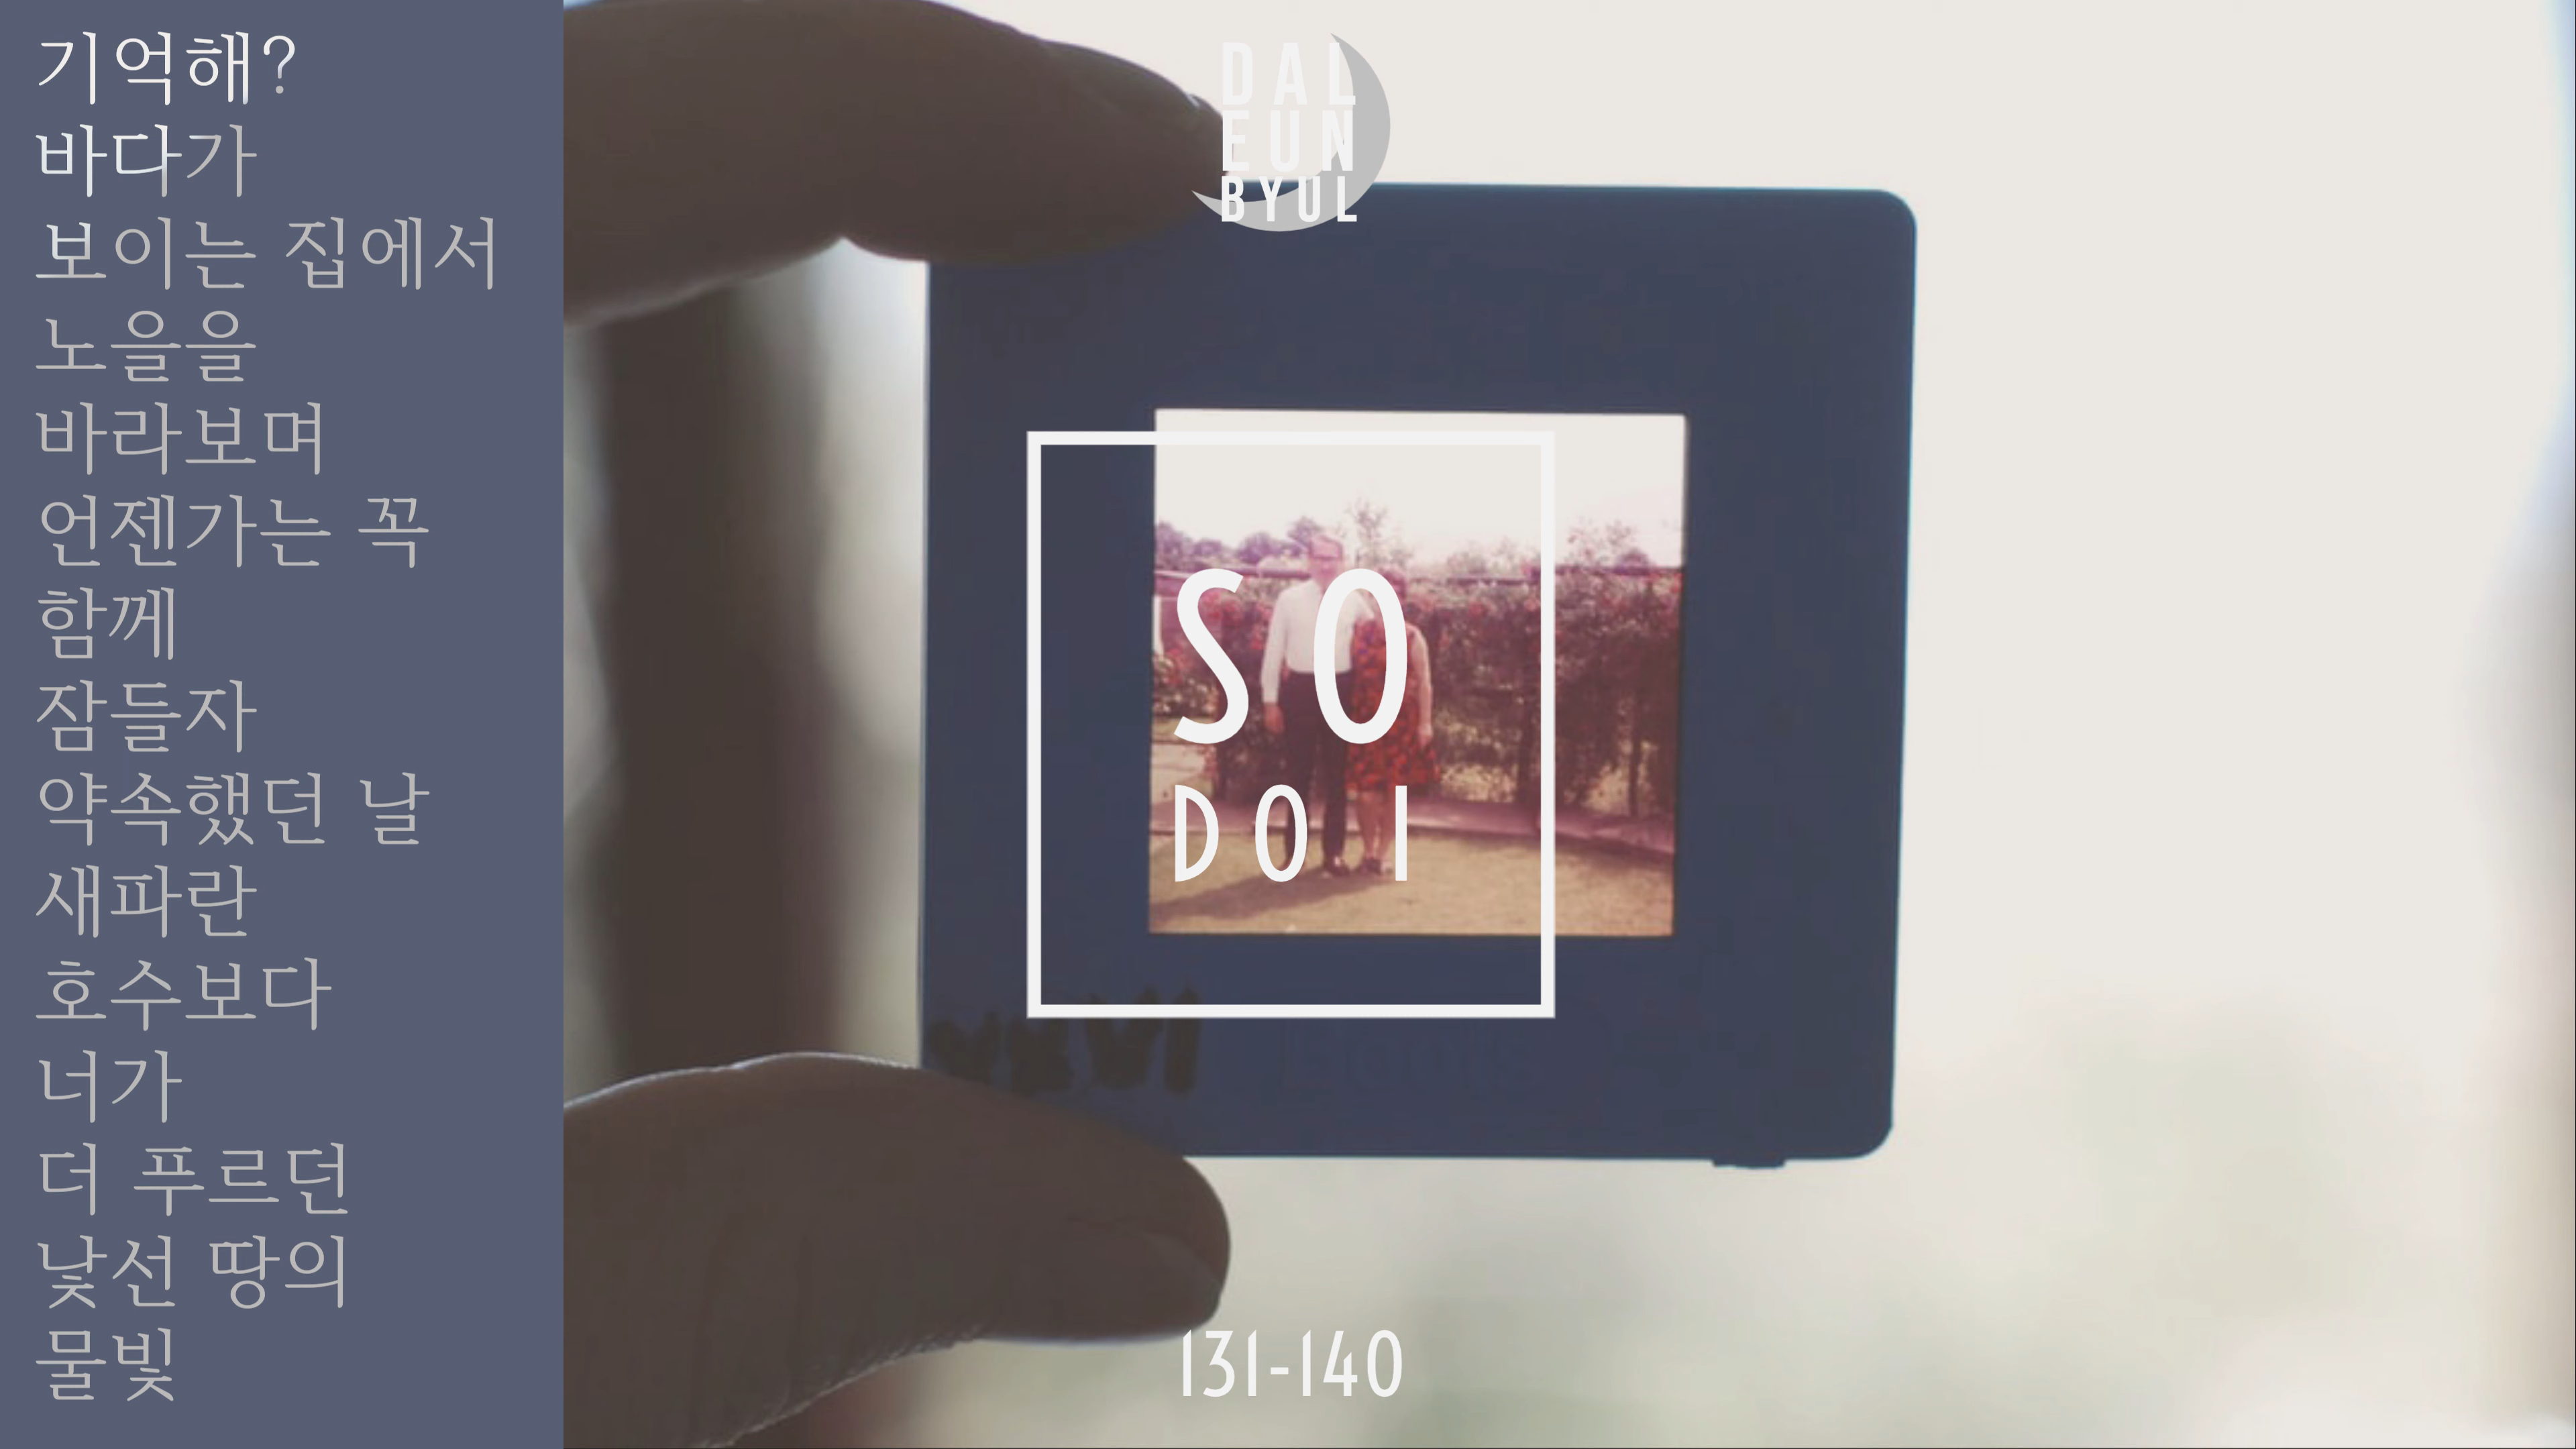 기억해?
바다가
보이는 집에서
노을을
바라보며
언젠가는 꼭
함께
잠들자
약속했던 날
새파란
호수보다
너가
더 푸르던
낯선 땅의
물빛
DAL
EUN
BYUL
SO
DO I
131-140